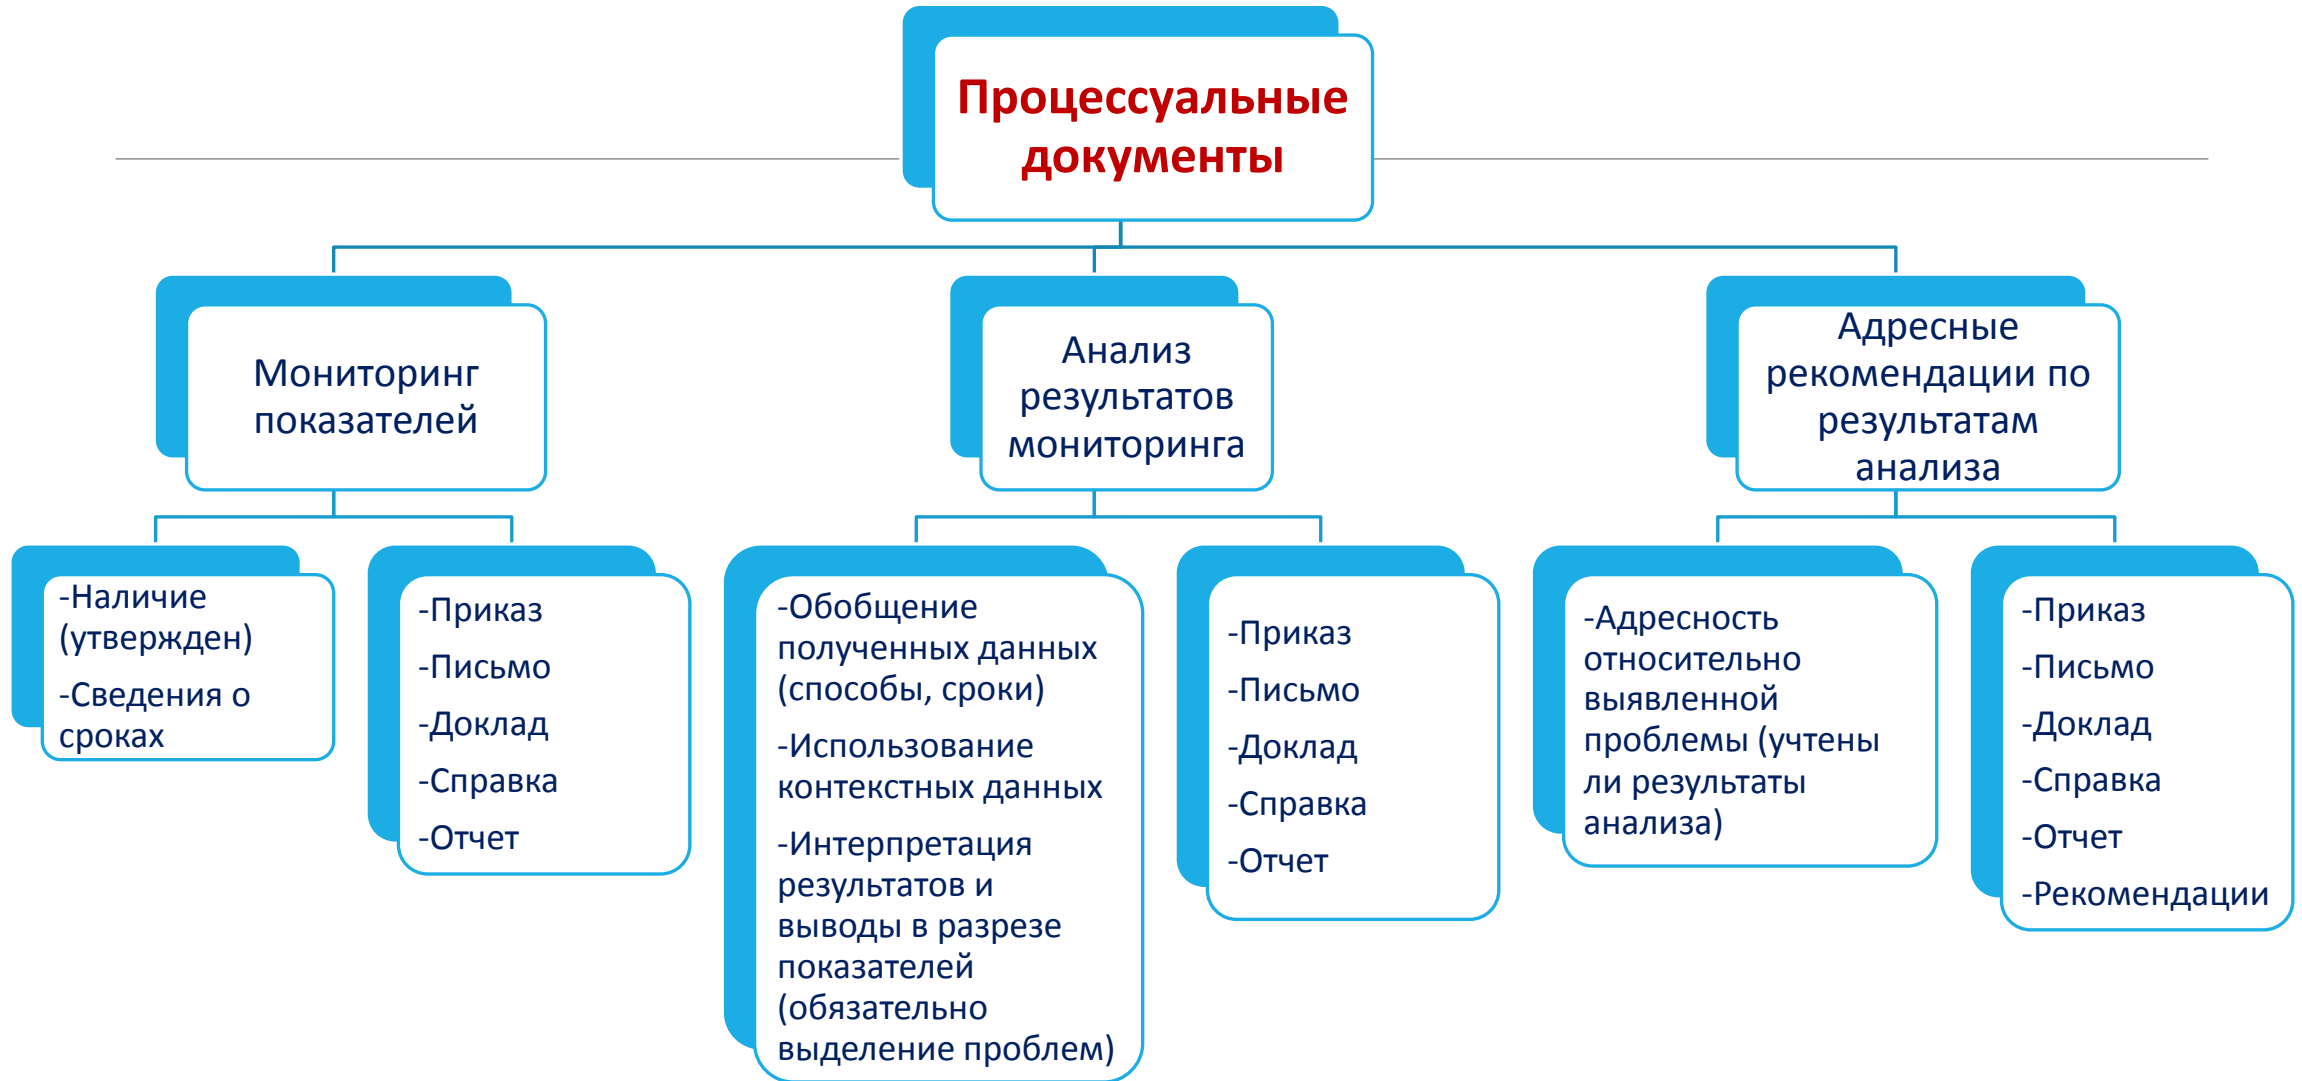 Процессуальные
документы
Мониторинг
показателей
Анализ
результатов
мониторинга
Адресные
рекомендации по
результатам
анализа
-Наличие
(утвержден)
-Сведения о
сроках
-Приказ
-Письмо
-Доклад
-Справка
-Отчет
-Обобщение
полученных данных
(способы, сроки)
-Использование
контекстных данных
-Интерпретация
результатов и
выводы в разрезе
показателей
(обязательно
выделение проблем)
-Приказ
-Письмо
-Доклад
-Справка
-Отчет
-Адресность
относительно
выявленной
проблемы (учтены
ли результаты
анализа)
-Приказ
-Письмо
-Доклад
-Справка
-Отчет
-Рекомендации